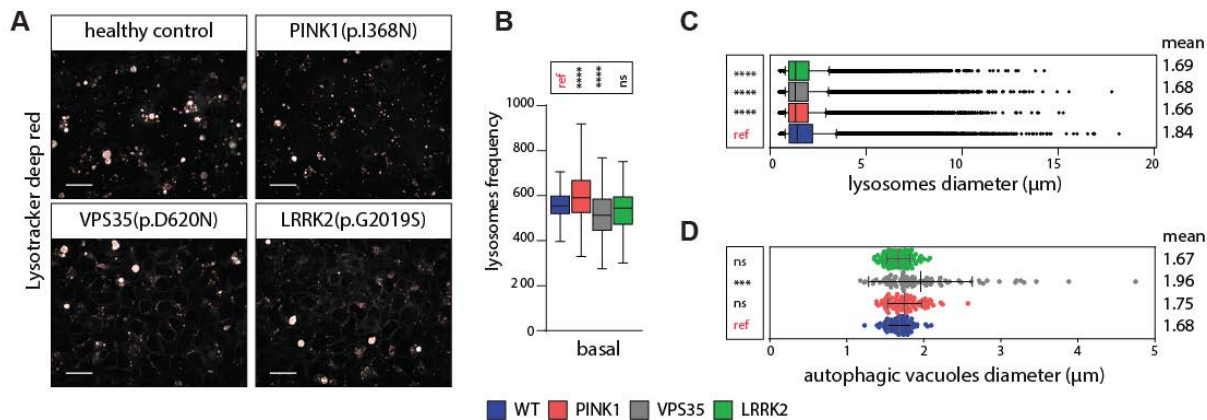 A
healthy control
PINK1(p.I368N)
VPS35(p.D620N)
LRRK2(p.G2019S)
Lysotracker deep red
B
ref
****
****
ns
lysosomes frequency
1000
800
600
400
200
0
basal
C
mean
**** 1.69
**** 1.68
**** 1.66
ref 1.84
0 5 10 15 20
lysosomes diameter (µm)
D
mean
ns 1.67
*** 1.96
ns 1.75
ref 1.68
0 1 2 3 4 5
autophagic vacuoles diameter (µm)
WT PINK1 VPS35 LRRK2